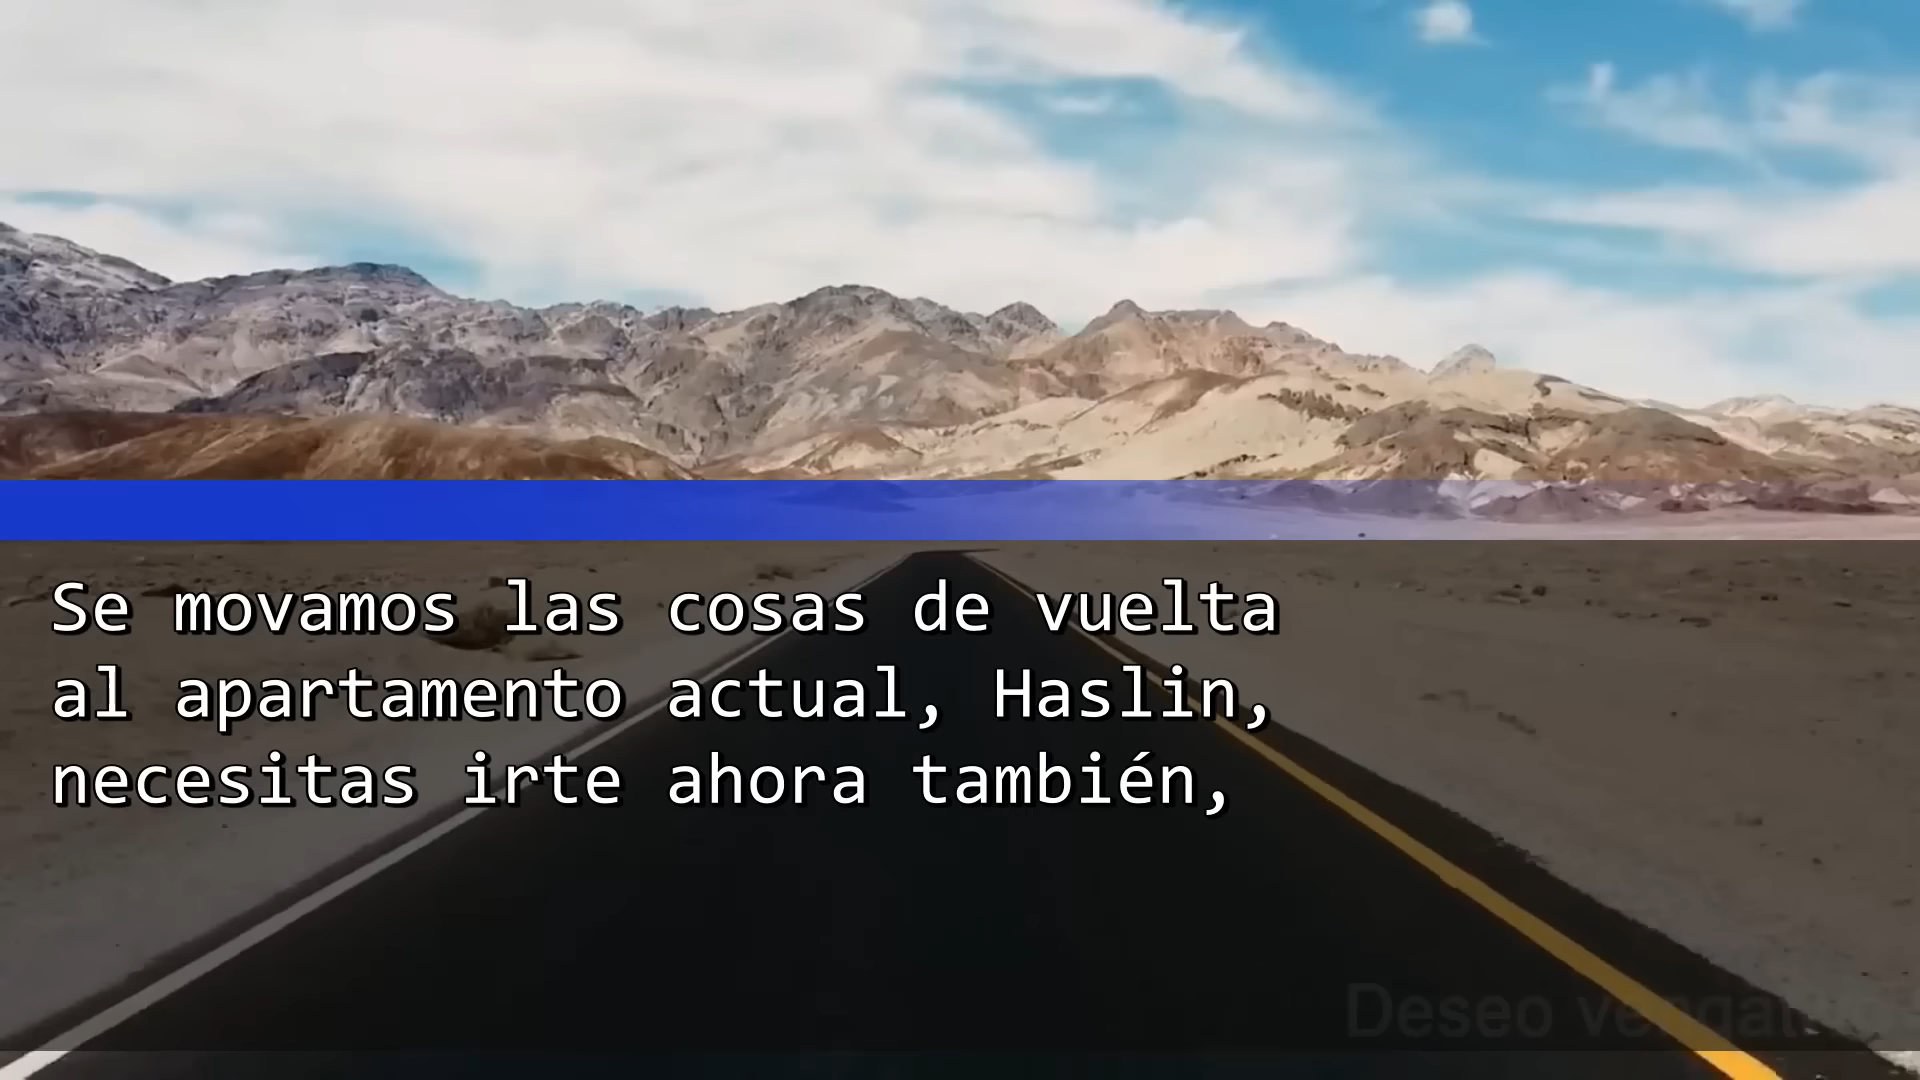 Se movamos las cosas de vuelta
al apartamento actual, Haslin,
necesitas irte ahora también,
Deseo